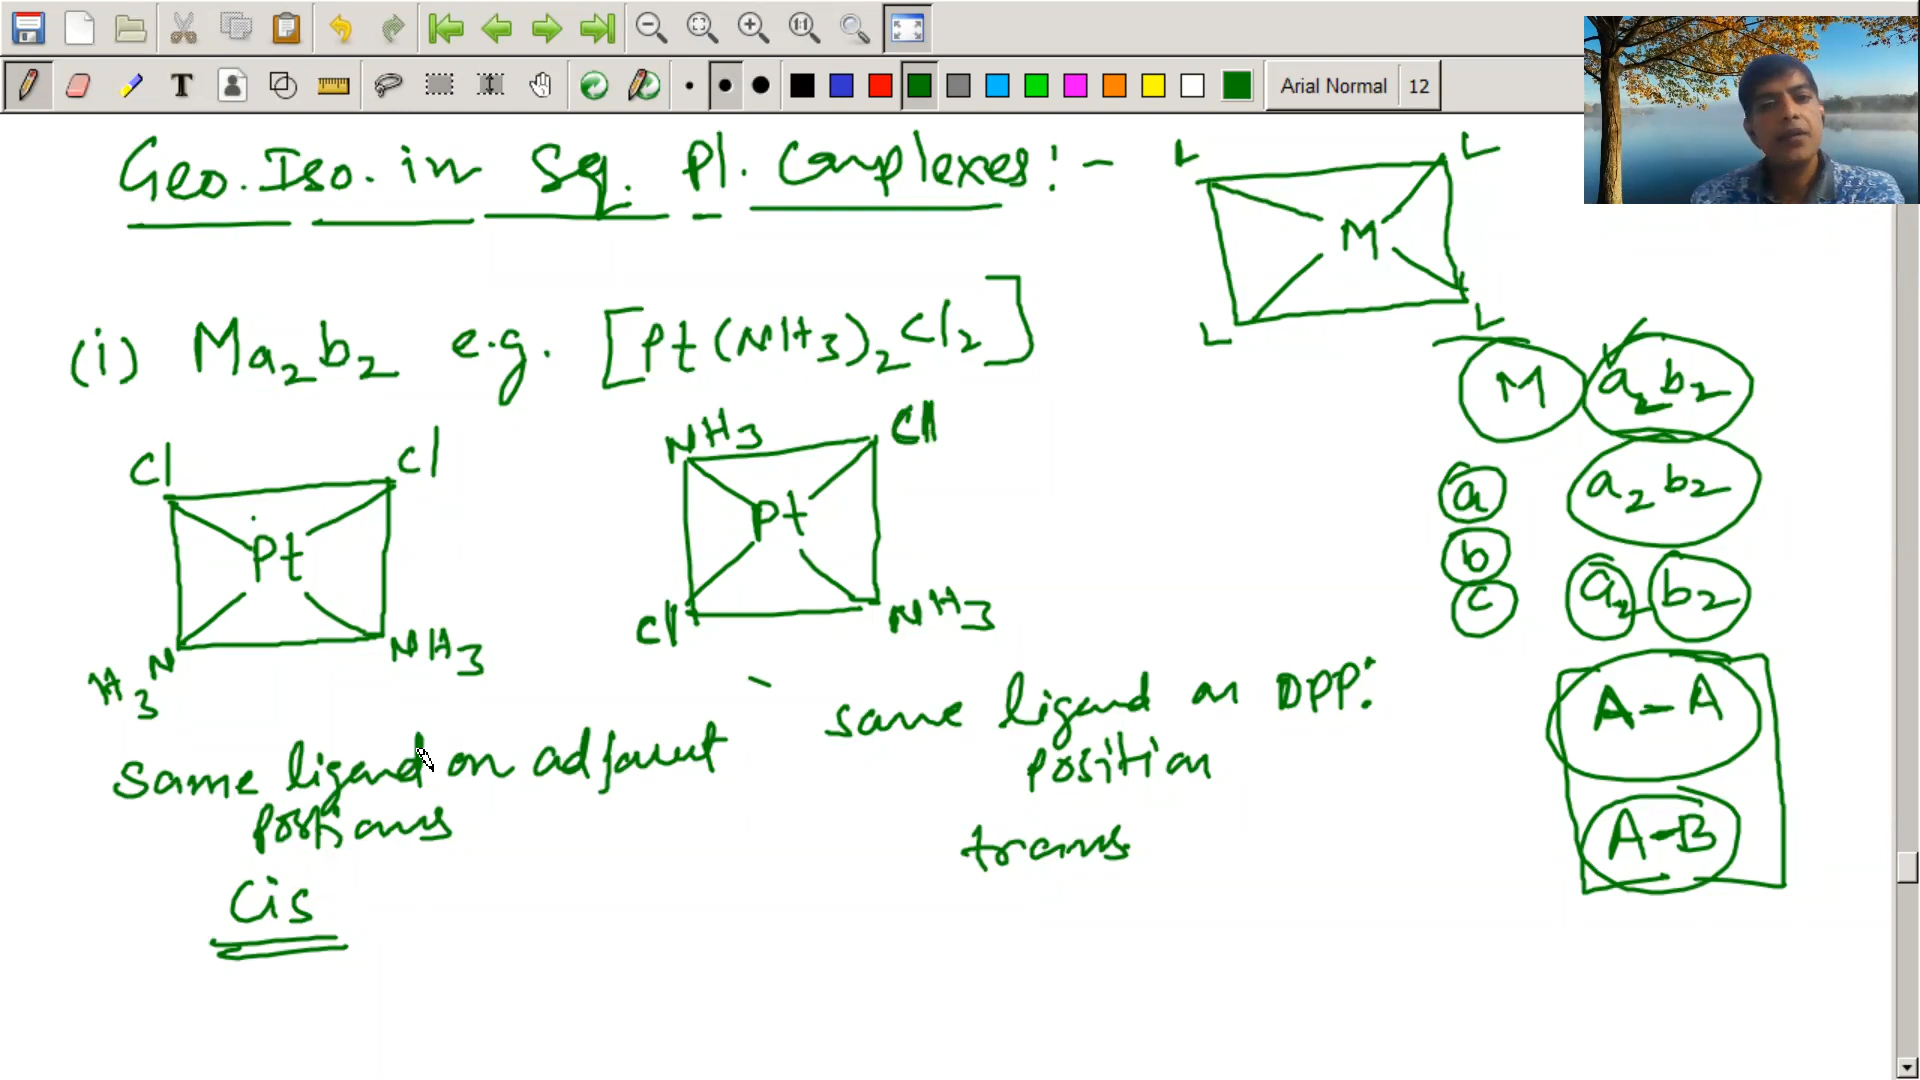 Arial Normal 12
T
Geo. Iso. in Sq. Pl. Complexes:-
L L
M
L L
(i) Ma2b2 e.g. [Pt(NH3)2Cl2]
M a2b2
Cl Cl
Pt
H3N NH3
NH3 Cl
Pt
Cl NH3
a a2b2
b
c a2 b2
A-A
A-B
same ligand on adjacent
positions
Cis
same ligand on opp.
position
trans